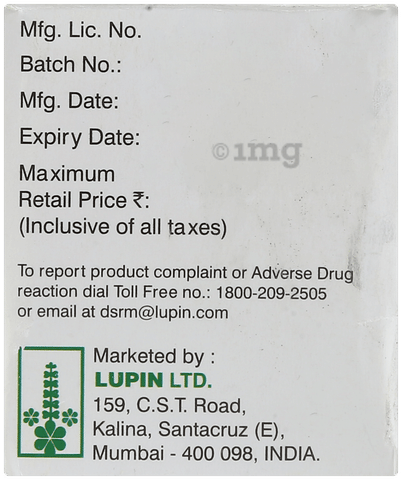 Mfg. Lic. No.
Batch No.:
Mfg. Date:
Expiry Date:
©1mg
Maximum
Retail Price ₹:
(Inclusive of all taxes)
To report product complaint or Adverse Drug
reaction dial Toll Free no.: 1800-209-2505
or email at dsrm@lupin.com
Marketed by :
LUPIN LTD.
159, C.S.T. Road,
Kalina, Santacruz (E),
Mumbai - 400 098, INDIA.